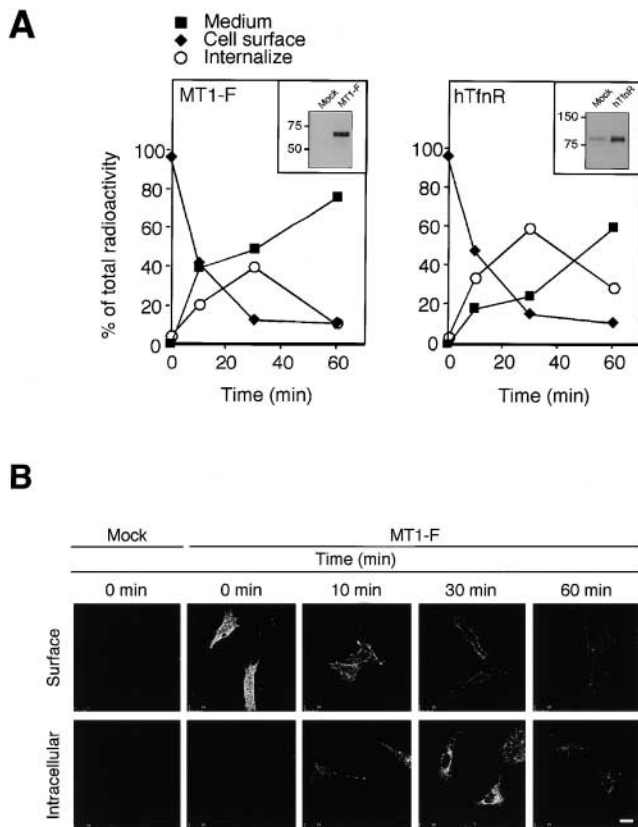 A
Medium
Cell surface
Internalize
MT1-F
Mock
MT1-F
75
50
hTfnR
Mock
hTfnR
150
75
% of total radioactivity
100
80
60
40
20
0
0 20 40 60
Time (min)
100
80
60
40
20
0
0 20 40 60
Time (min)
B
Mock MT1-F
Time (min)
0 min 0 min 10 min 30 min 60 min
Surface
Intracellular